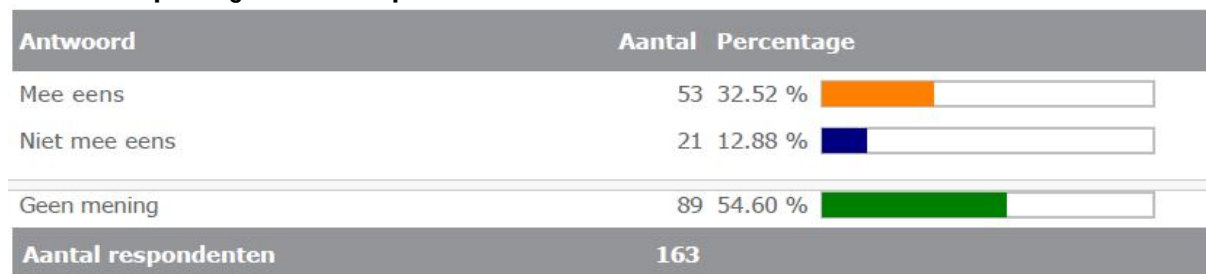 Antwoord Aantal Percentage
Mee eens 53 32.52 %
Niet mee eens 21 12.88 %
Geen mening 89 54.60 %
Aantal respondenten 163